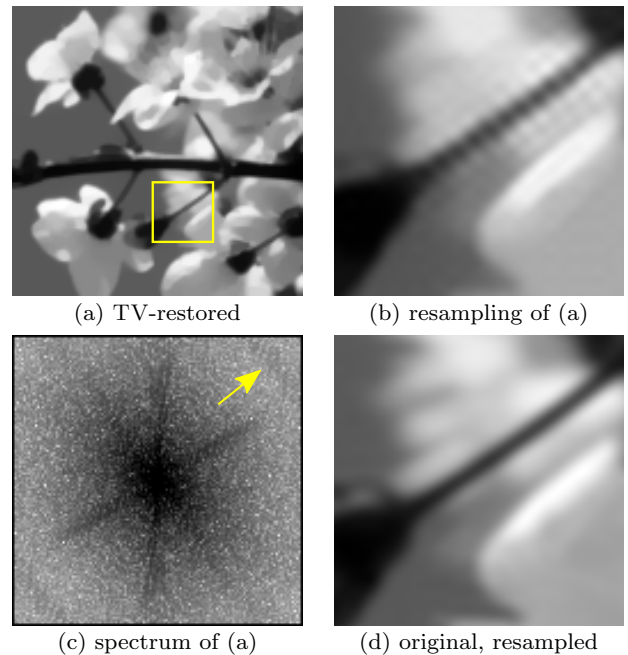 (a) TV-restored
(b) resampling of (a)
(c) spectrum of (a)
(d) original, resampled